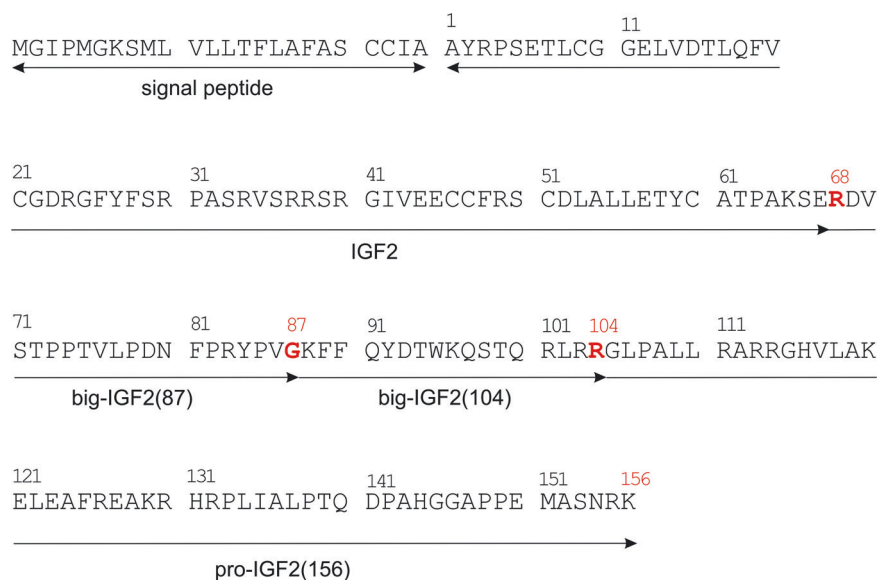 1 11
MGIPMGKSML VLLTFLAFAS CCIA AYRPSETLCG GELVDTLQFV
signal peptide
21 31 41 51 61 68
CGDRGFYFSR PASRVSRRSR GIVEECCFRS CDLALLETYC ATPAKSERDV
IGF2
71 81 87 91 101 104 111
STPPTVLPDN FPRYPVGKFF QYDTWKQSTQ RLRRGLPALL RARRGHVLAK
big-IGF2(87) big-IGF2(104)
121 131 141 151 156
ELEAFREAKR HRPLIALPTQ DPAHGGAPPE MASNRK
pro-IGF2(156)